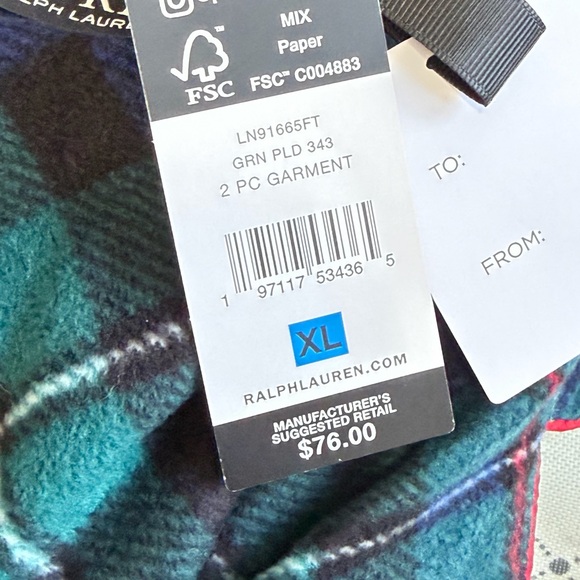 LPH LAUREN
MIX
Paper
FSC™ C004883
FSC
LN91665FT
GRN PLD 343
2 PC GARMENT
1 97117 53436 5
XL
RALPHLAUREN.COM
MANUFACTURER'S
SUGGESTED RETAIL
$76.00
TO:
FROM: